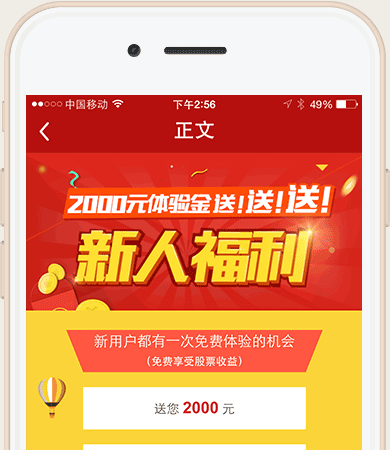 中国移动 下午2:56 49%
正文
2000元体验金送!送!送!
新人福利
新用户都有一次免费体验的机会
(免费享受股票收益)
送您 2000 元